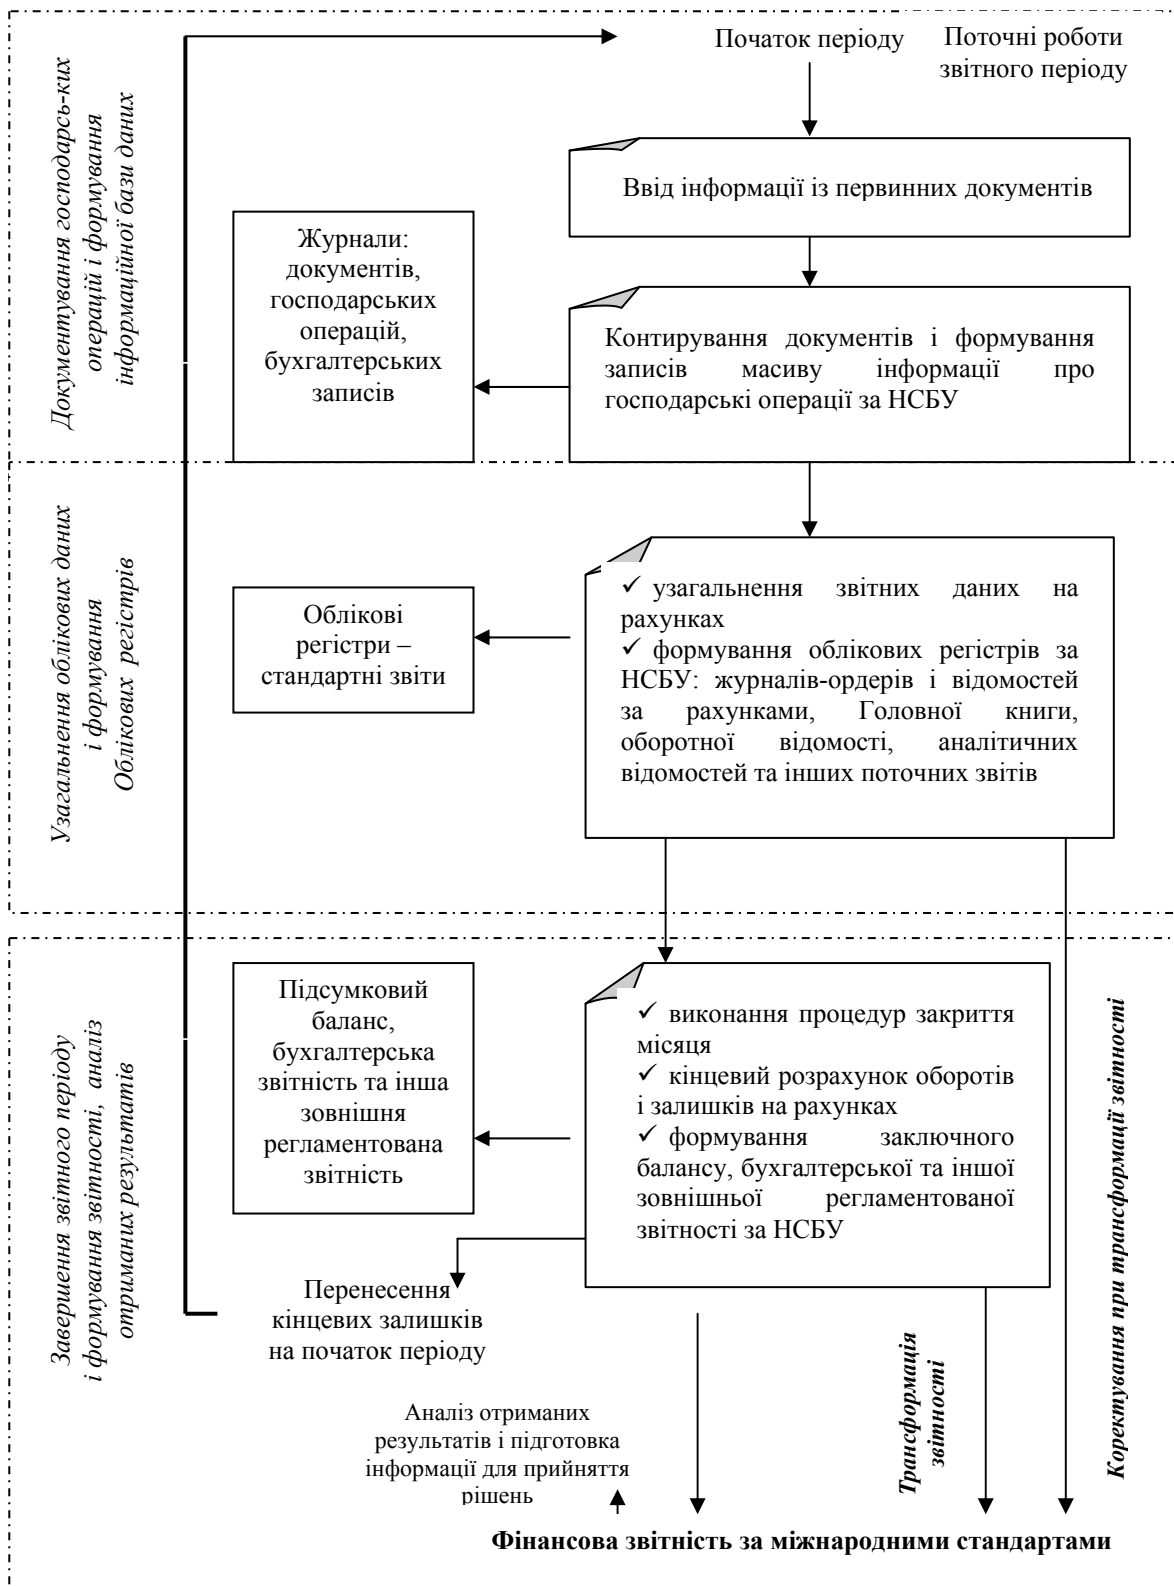 Початок періоду
Поточні роботи
звітного періоду
Документування господарсь-ких
операцій і формування
інформаційної бази даних
Ввід інформації із первинних документів
Журнали:
документів,
господарських
операцій,
бухгалтерських
записів
Контирування документів і формування
записів масиву інформації про
господарські операції за НСБУ
Узагальнення облікових даних
і формування
Облікових регістрів
Облікові
регістри –
стандартні звіти
✓ узагальнення звітних даних на
рахунках
✓ формування облікових регістрів за
НСБУ: журналів-ордерів і відомостей
за рахунками, Головної книги,
оборотної відомості, аналітичних
відомостей та інших поточних звітів
Завершення звітного періоду
і формування звітності, аналіз
отриманих результатів
Підсумковий
баланс,
бухгалтерська
звітність та інша
зовнішня
регламентована
звітність
✓ виконання процедур закриття
місяця
✓ кінцевий розрахунок оборотів
і залишків на рахунках
✓ формування заключного
балансу, бухгалтерської та іншої
зовнішньої регламентованої
звітності за НСБУ
Перенесення
кінцевих залишків
на початок періоду
Трансформація
звітності
Коректування при трансформації звітності
Аналіз отриманих
результатів і підготовка
інформації для прийняття
рішень
Фінансова звітність за міжнародними стандартами